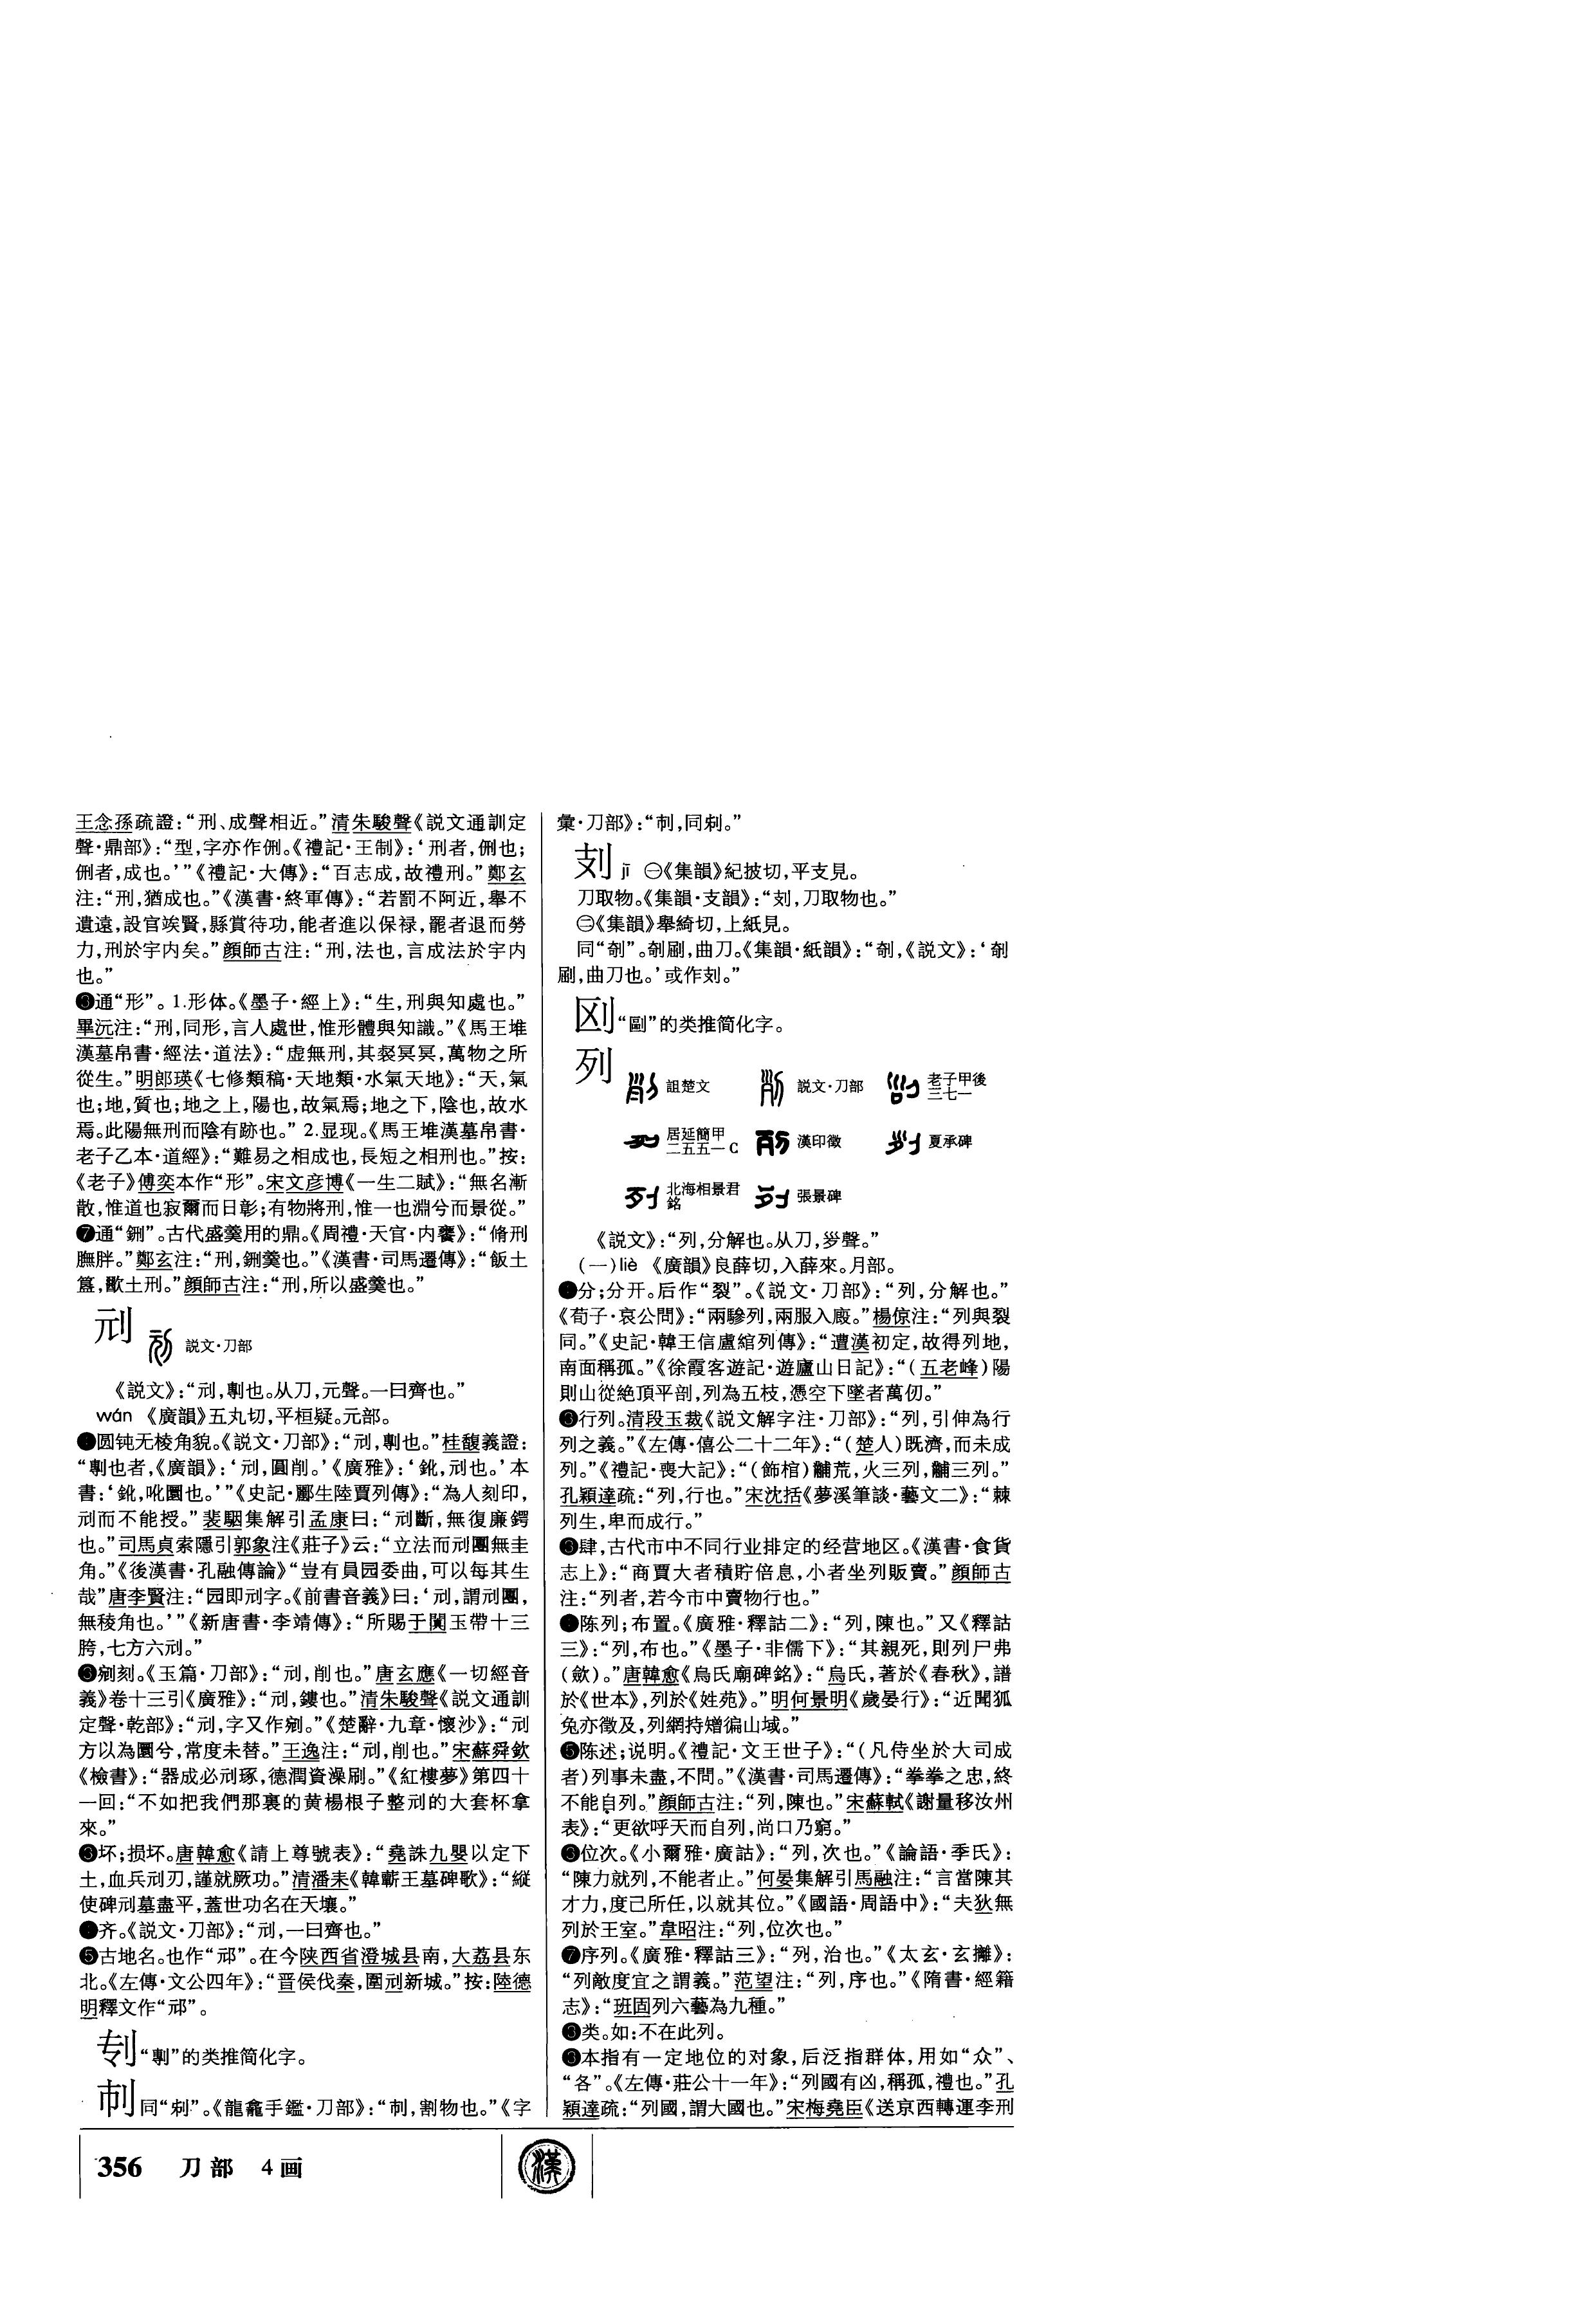 王念孫疏證：“刑、成聲相近。”清朱駿聲《説文通訓定
聲·鼎部》：“型，字亦作侀。《禮記·王制》：‘刑者，侀也；
侀者，成也。’”《禮記·大傳》：“百志成，故禮刑。”鄭玄
注：“刑，猶成也。”《漢書·終軍傳》：“若罰不阿近，舉不
遺遠，設官竢賢，縣賞待功，能者進以保禄，罷者退而勞
力，刑於宇内矣。”顔師古注：“刑，法也，言成法於宇内
也。”
❻通“形”。1.形体。《墨子·經上》：“生，刑與知處也。”
畢沅注：“刑，同形，言人處世，惟形體與知識。”《馬王堆
漢墓帛書·經法·道法》：“虚無刑，其裻冥冥，萬物之所
從生。”明郎瑛《七修類稿·天地類·水氣天地》：“天，氣
也；地，質也；地之上，陽也，故氣焉；地之下，陰也，故水
焉。此陽無刑而陰有跡也。”2.显现。《馬王堆漢墓帛書·
老子乙本·道經》：“難易之相成也，長短之相刑也。”按：
《老子》傅奕本作“形”。宋文彦博《一生二賦》：“無名漸
散，惟道也寂爾而日彰；有物將刑，惟一也淵兮而景從。”
❼通“鉶”。古代盛羹用的鼎。《周禮·天官·内饔》：“脩刑
膴胖。”鄭玄注：“刑，鉶羹也。”《漢書·司馬遷傳》：“飯土
簋，歠土刑。”顔師古注：“刑，所以盛羹也。”
刓 説文·刀部
《説文》：“刓，剸也。从刀，元聲。一曰齊也。”
wán 《廣韻》五丸切，平桓疑。元部。
❶圆钝无棱角貌。《説文·刀部》：“刓，剸也。”桂馥義證：
“剸也者，《廣韻》：‘刓，圓削。’《廣雅》：‘鈋，刓也。’本
書：‘鈋，吪圜也。’”《史記·酈生陸賈列傳》：“為人刻印，
刓而不能授。”裴駰集解引孟康曰：“刓斷，無復廉鍔
也。”司馬貞索隱引郭象注《莊子》云：“立法而刓團無圭
角。”《後漢書·孔融傳論》“豈有員园委曲，可以每其生
哉”唐李賢注：“园即刓字。《前書音義》曰：‘刓，謂刓團，
無稜角也。’”《新唐書·李靖傳》：“所賜于闐玉帶十三
胯，七方六刓。”
❷剜刻。《玉篇·刀部》：“刓，削也。”唐玄應《一切經音
義》卷十三引《廣雅》：“刓，鏤也。”清朱駿聲《説文通訓
定聲·乾部》：“刓，字又作剜。”《楚辭·九章·懷沙》：“刓
方以為圜兮，常度未替。”王逸注：“刓，削也。”宋蘇舜欽
《檢書》：“器成必刓琢，德潤資澡刷。”《紅樓夢》第四十
一回：“不如把我們那裏的黄楊根子整刓的大套杯拿
來。”
❸坏；损坏。唐韓愈《請上尊號表》：“堯誅九嬰以定下
土，血兵刓刃，謹就厥功。”清潘耒《韓蘄王墓碑歌》：“縱
使碑刓墓盡平，蓋世功名在天壤。”
❹齐。《説文·刀部》：“刓，一曰齊也。”
❺古地名。也作“邧”。在今陕西省澄城县南，大荔县东
北。《左傳·文公四年》：“晋侯伐秦，圍刓新城。”按：陸德
明釋文作“邧”。
㓜“剸”的类推简化字。
刾同“刺”。《龍龕手鑑·刀部》：“刾，割物也。”《字
彙·刀部》：“刾，同刺。”
攰 jī ㊀《集韻》紀披切，平支見。
刀取物。《集韻·支韻》：“㓨，刀取物也。”
㊁《集韻》舉綺切，上紙見。
同“剞”。剞劂，曲刀。《集韻·紙韻》：“剞，《説文》：‘剞
劂，曲刀也。’或作㓨。”
“剾”的类推简化字。
列 詛楚文 説文·刀部 老子甲後三七一
居延簡甲二五五一C 漢印徵 夏承碑
北海相景君銘 張景碑
《説文》：“列，分解也。从刀，𡿪聲。”
（一）liè 《廣韻》良薛切，入薛來。月部。
❶分；分开。后作“裂”。《説文·刀部》：“列，分解也。”
《荀子·哀公問》：“兩驂列，兩服入廄。”楊倞注：“列與裂
同。”《史記·韓王信盧綰列傳》：“遭漢初定，故得列地，
南面稱孤。”《徐霞客遊記·遊廬山日記》：“（五老峰）陽
則山從絶頂平剖，列為五枝，憑空下墜者萬仞。”
❷行列。清段玉裁《説文解字注·刀部》：“列，引伸為行
列之義。”《左傳·僖公二十二年》：“（楚人）既濟，而未成
列。”《禮記·喪大記》：“（飾棺）黼荒，火三列，黼三列。”
孔穎達疏：“列，行也。”宋沈括《夢溪筆談·藝文二》：“棘
列生，卑而成行。”
❸肆，古代市中不同行业排定的经营地区。《漢書·食貨
志上》：“商賈大者積貯倍息，小者坐列販賣。”顔師古
注：“列者，若今市中賣物行也。”
❹陈列；布置。《廣雅·釋詁二》：“列，陳也。”又《釋詁
三》：“列，布也。”《墨子·非儒下》：“其親死，則列尸弗
（斂）。”唐韓愈《烏氏廟碑銘》：“烏氏，著於《春秋》，譜
於《世本》，列於《姓苑》。”明何景明《歲晏行》：“近聞狐
兔亦徵及，列網持矰徧山域。”
❺陈述；说明。《禮記·文王世子》：“（凡侍坐於大司成
者）列事未盡，不問。”《漢書·司馬遷傳》：“拳拳之忠，終
不能自列。”顔師古注：“列，陳也。”宋蘇軾《謝量移汝州
表》：“更欲呼天而自列，尚口乃窮。”
❻位次。《小爾雅·廣詁》：“列，次也。”《論語·季氏》：
“陳力就列，不能者止。”何晏集解引馬融注：“言當陳其
才力，度己所任，以就其位。”《國語·周語中》：“夫狄無
列於王室。”韋昭注：“列，位次也。”
❼序列。《廣雅·釋詁三》：“列，治也。”《太玄·玄攡》：
“列敵度宜之謂義。”范望注：“列，序也。”《隋書·經籍
志》：“班固列六藝為九種。”
❽类。如：不在此列。
❾本指有一定地位的对象，后泛指群体，用如“众”、
“各”。《左傳·莊公十一年》：“列國有凶，稱孤，禮也。”孔
穎達疏：“列國，謂大國也。”宋梅堯臣《送京西轉運李刑
356 刀部 4画
漢